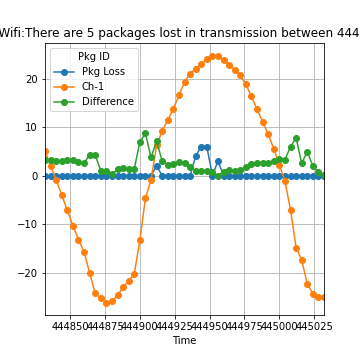 Wifi:There are 5 packages lost in transmission between 444
Pkg ID
Pkg Loss
Ch-1
Difference
20
10
0
−10
−20
444850 444875 444900 444925 444950 444975 445000 445025
Time